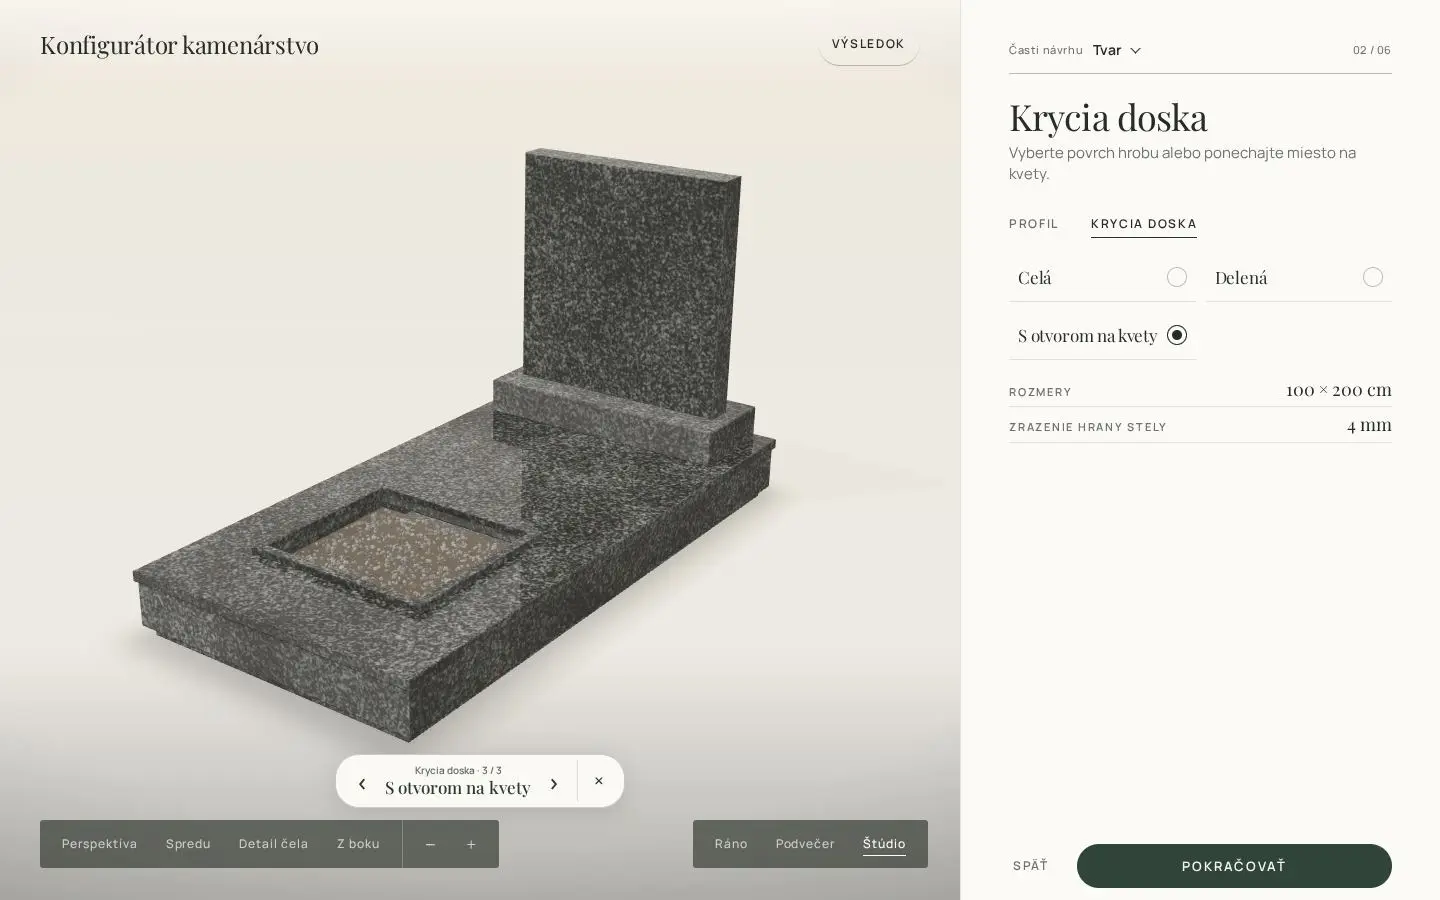 Konfigurátor kamenárstvo
VÝSLEDOK
Krycia doska · 3 / 3
‹ S otvorom na kvety › ×
Perspektíva Spredu Detail čela Z boku − +
Ráno Podvečer Štúdio
Časti návrhu Tvar 02 / 06
Krycia doska
Vyberte povrch hrobu alebo ponechajte miesto na
kvety.
PROFIL KRYCIA DOSKA
Celá Delená
S otvorom na kvety
ROZMERY 100 × 200 cm
ZRAZENIE HRANY STELY 4 mm
SPÄŤ POKRAČOVAŤ